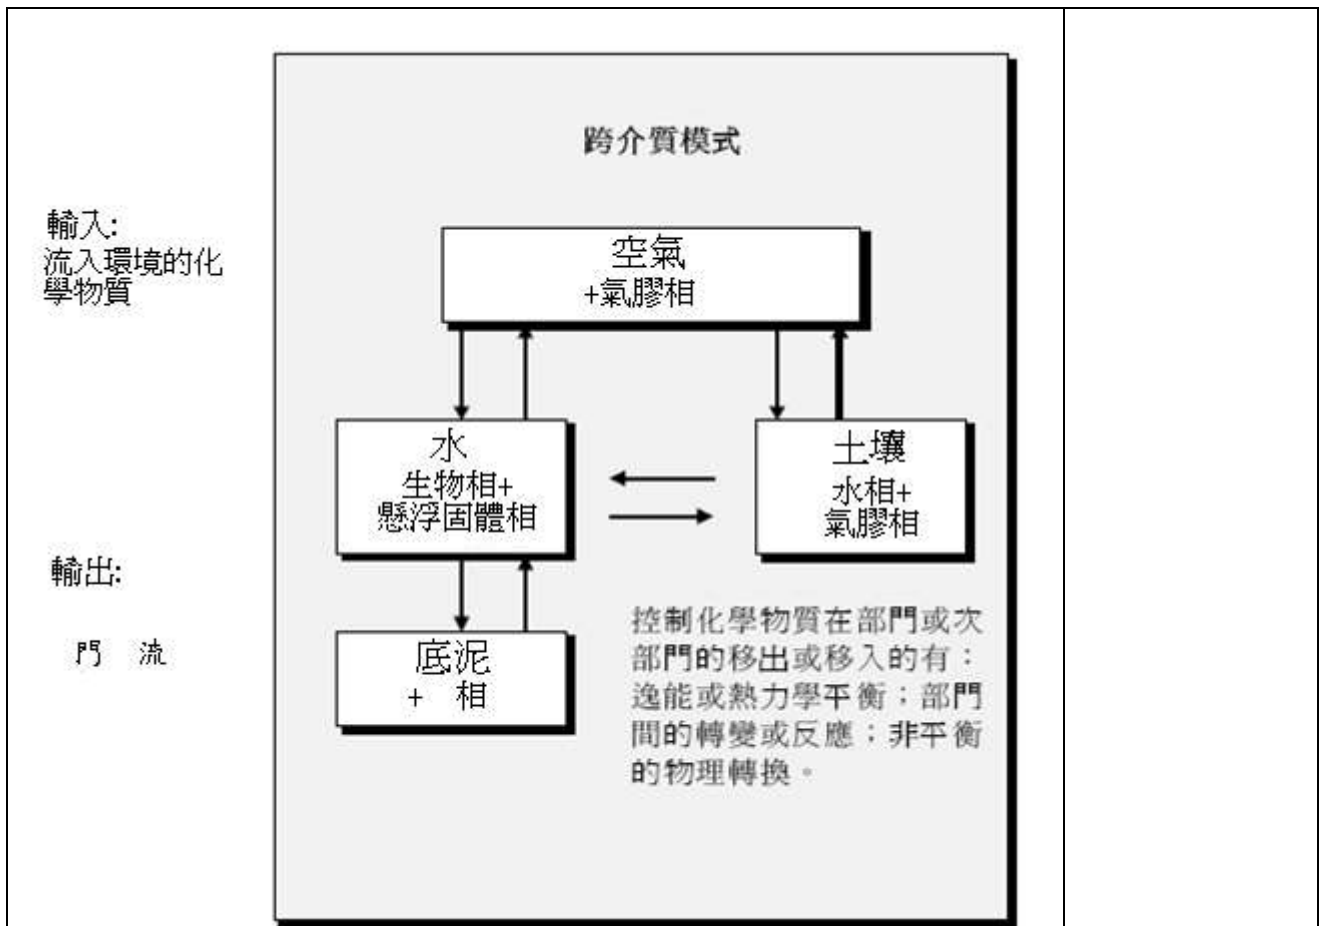 跨介質模式
輸入:
流入環境的化
學物質
空氣
+氣膠相
水
生物相+
懸浮固體相
土壤
水相+
氣膠相
輸出:
門 流
底泥
+ 相
控制化學物質在部門或次
部門的移出或移入的有：
逸能或熱力學平衡；部門
間的轉變或反應；非平衡
的物理轉換。